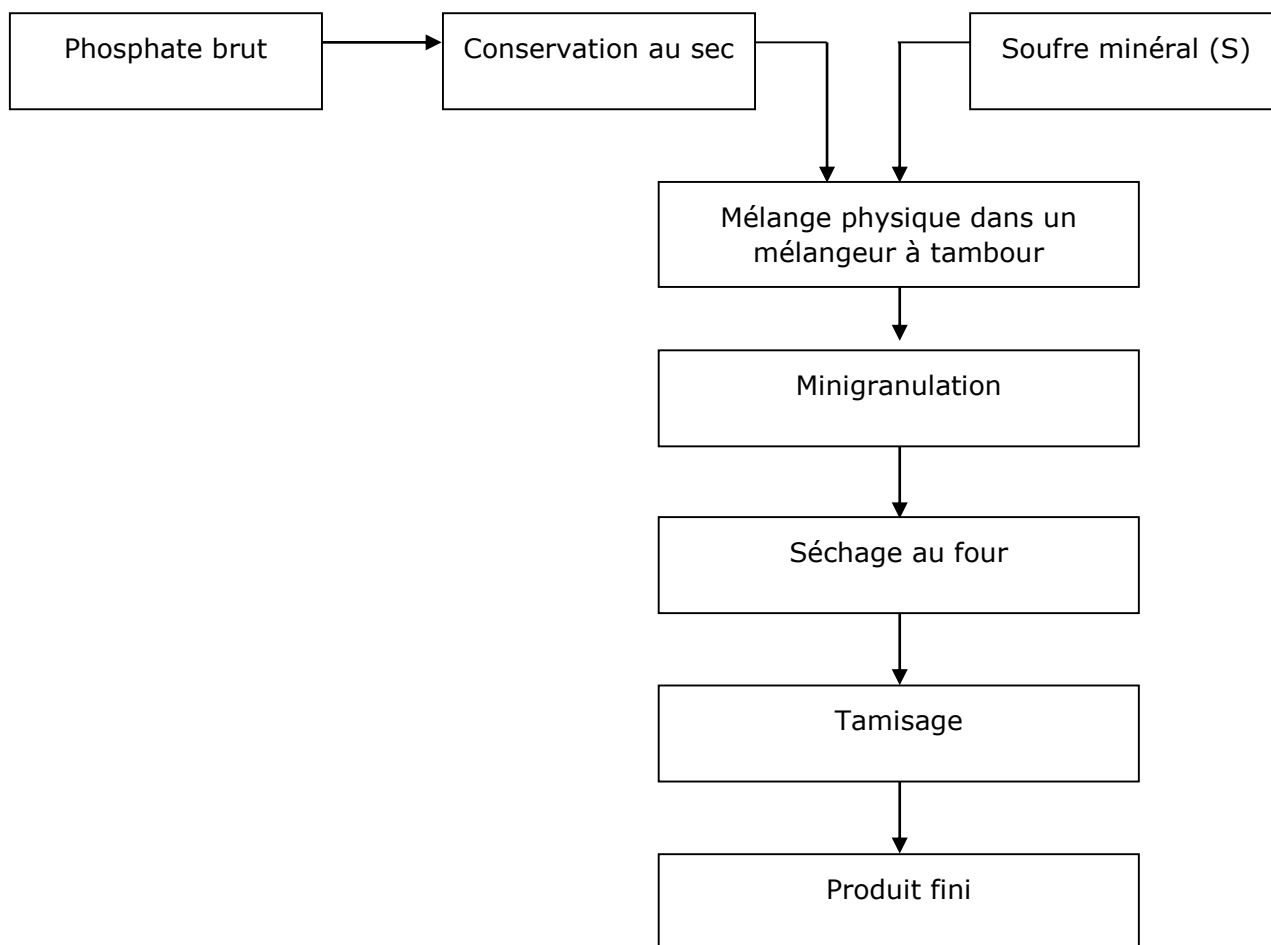 Phosphate brut
Conservation au sec
Soufre minéral (S)
Mélange physique dans un
mélangeur à tambour
Minigranulation
Séchage au four
Tamisage
Produit fini